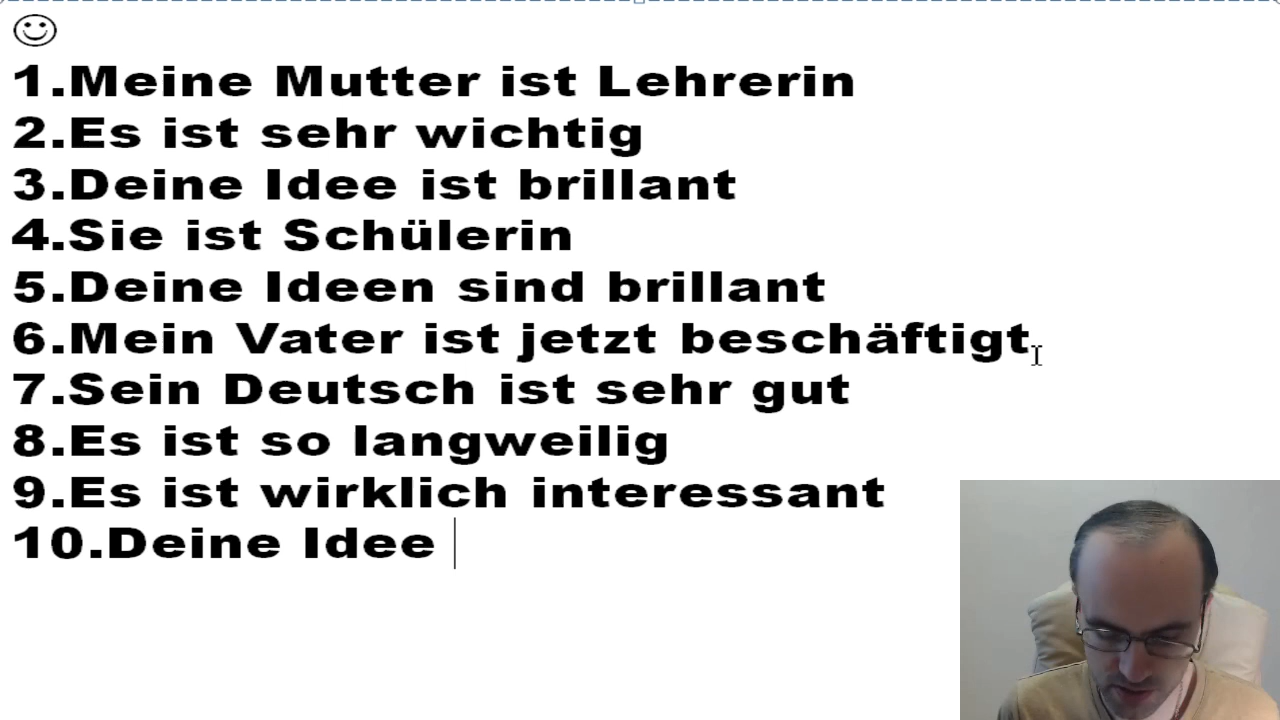 1.Meine Mutter ist Lehrerin
2.Es ist sehr wichtig
3.Deine Idee ist brillant
4.Sie ist Schülerin
5.Deine Ideen sind brillant
6.Mein Vater ist jetzt beschäftigt
7.Sein Deutsch ist sehr gut
8.Es ist so langweilig
9.Es ist wirklich interessant
10.Deine Idee